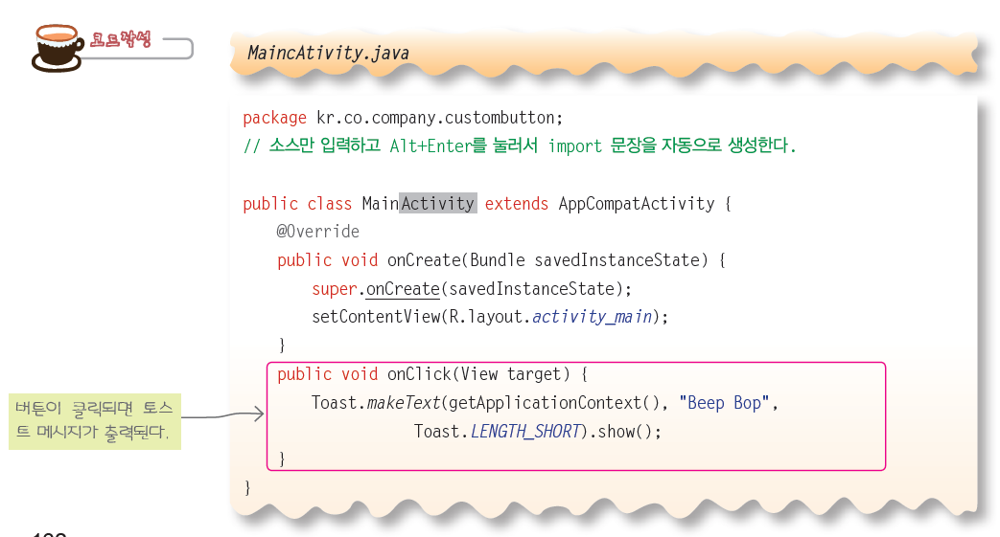 코드작성
MaincAtivity.java
package kr.co.company.custombutton;
// 소스만 입력하고 Alt+Enter를 눌러서 import 문장을 자동으로 생성한다.
public class MainActivity extends AppCompatActivity {
@Override
public void onCreate(Bundle savedInstanceState) {
super.onCreate(savedInstanceState);
setContentView(R.layout.activity_main);
}
public void onClick(View target) {
Toast.makeText(getApplicationContext(), "Beep Bop",
Toast.LENGTH_SHORT).show();
}
}
버튼이 클릭되면 토스
트 메시지가 출력된다.